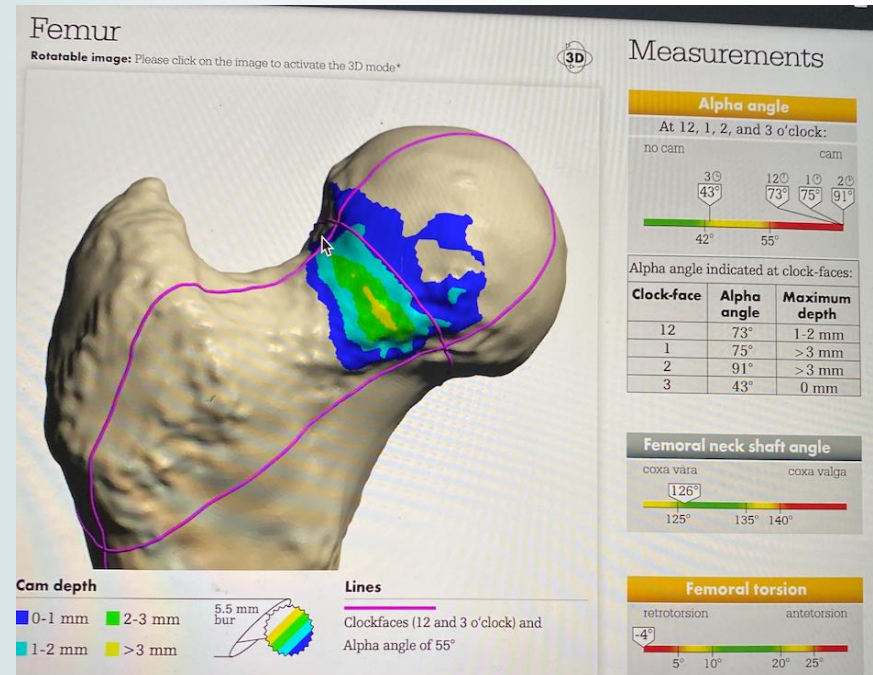 Femur
Rotatable image: Please click on the image to activate the 3D mode*
3D
Measurements
Alpha angle
At 12, 1, 2, and 3 o'clock:
no cam
cam
3 12 1 2
43° 73° 75° 91°
42° 55°
Alpha angle indicated at clock-faces:
Clock-face Alpha angle Maximum depth
12 73° 1-2 mm
1 75° >3 mm
2 91° >3 mm
3 43° 0 mm
Femoral neck shaft angle
coxa vara coxa valga
126°
125° 135° 140°
Femoral torsion
retrotorsion antetorsion
-4°
5° 10° 20° 25°
Cam depth
0-1 mm 2-3 mm
1-2 mm >3 mm
5.5 mm
bur
Lines
Clockfaces (12 and 3 o'clock) and
Alpha angle of 55°